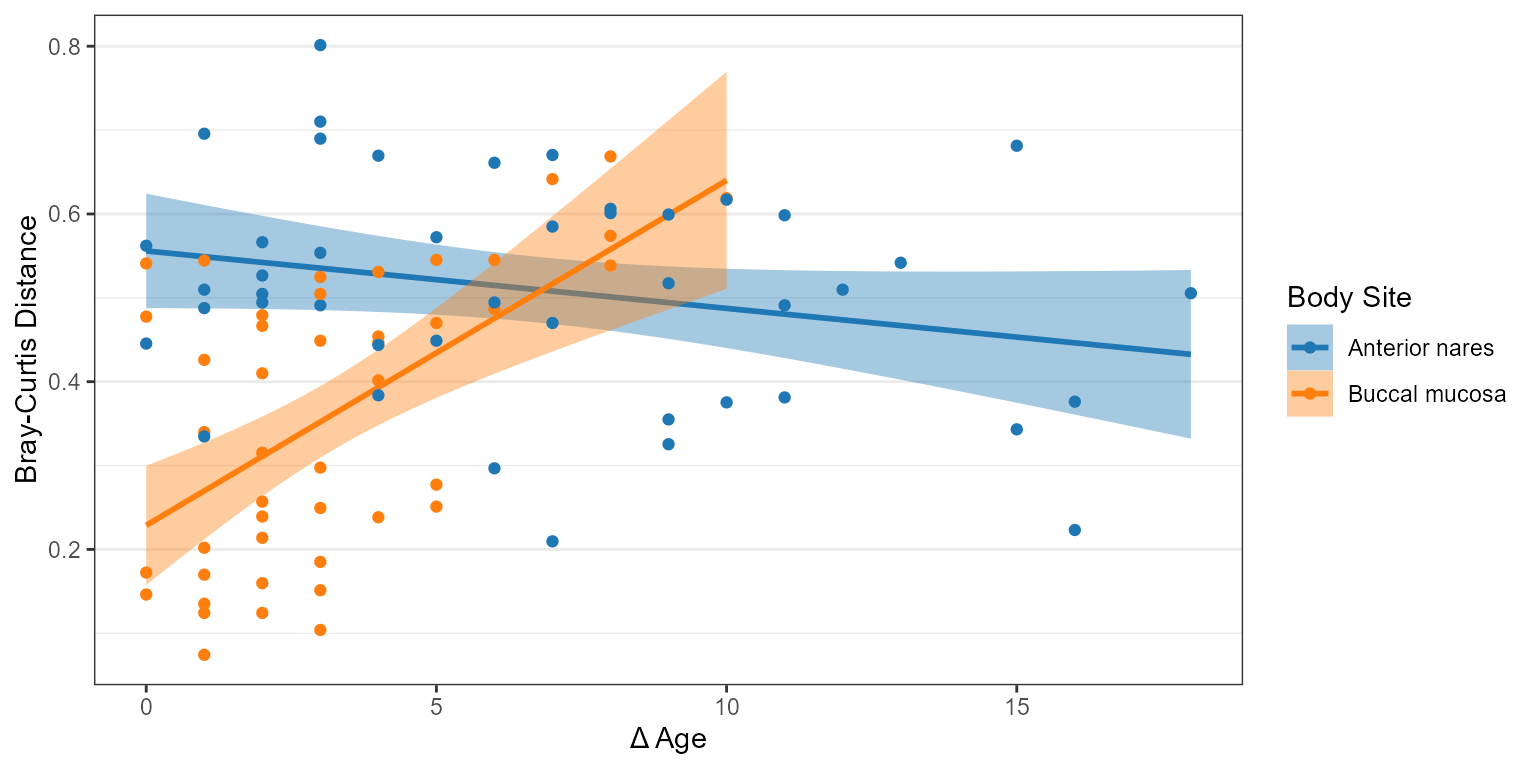 0.8
0.6
0.4
0.2
Bray-Curtis Distance
0 5 10 15
Δ Age
Body Site
Anterior nares
Buccal mucosa